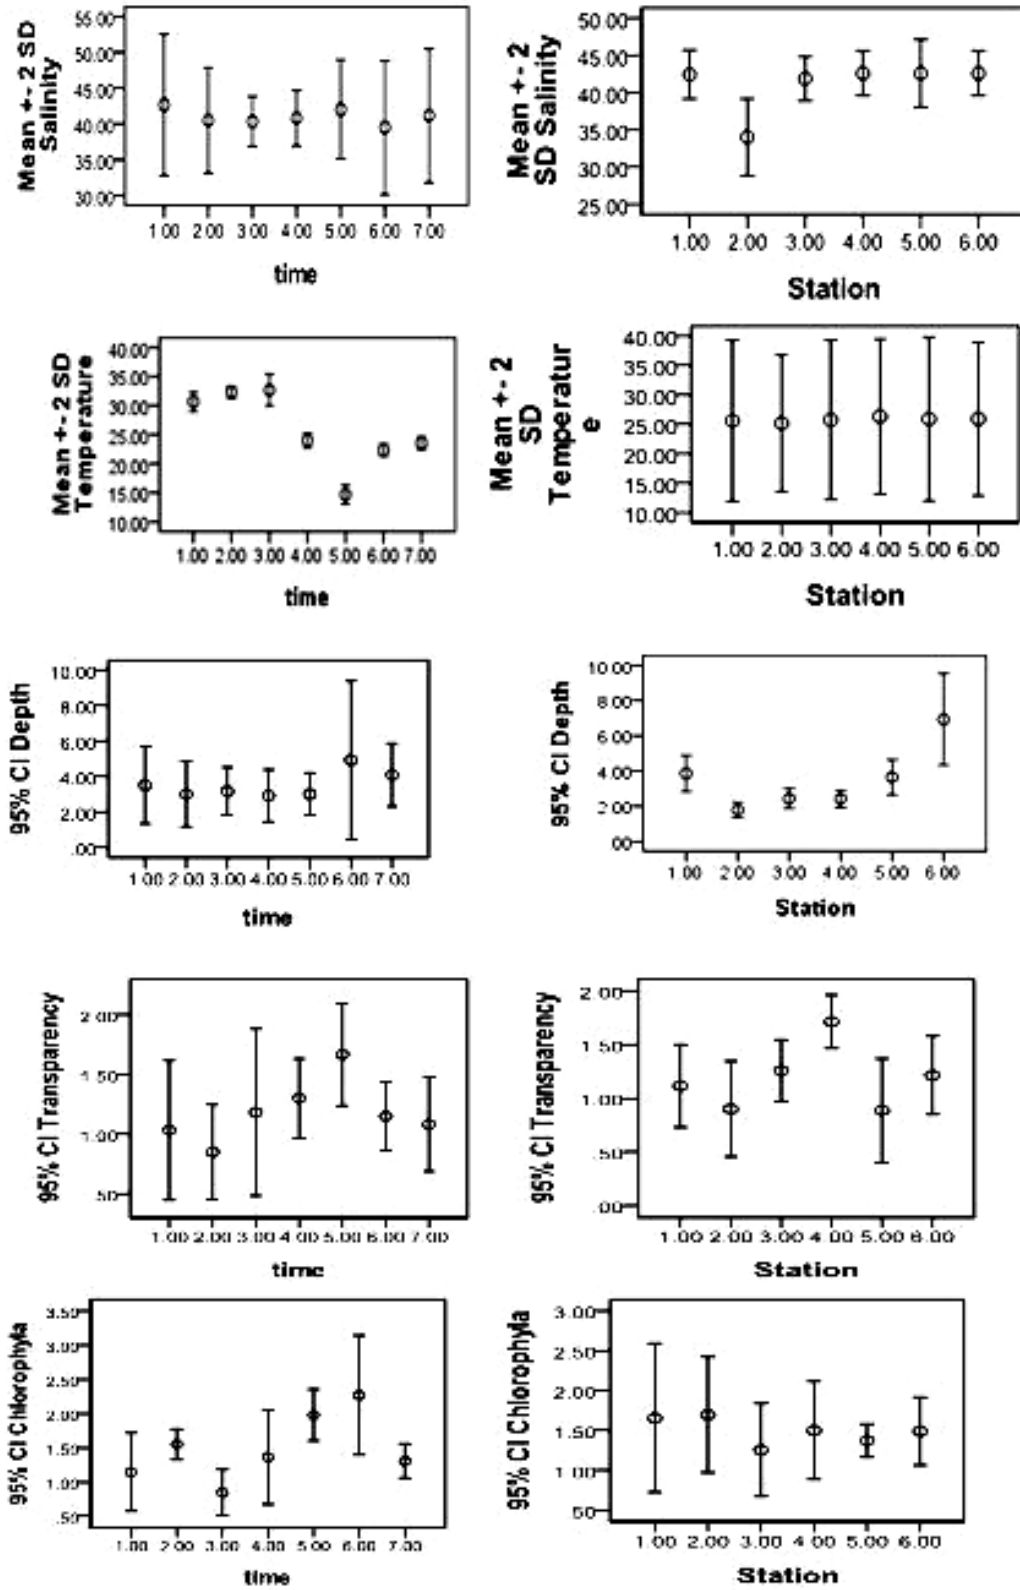 Mean +- 2 SD
Salinity
55.00
50.00
45.00
40.00
35.00
30.00
1.00 2.00 3.00 4.00 5.00 6.00 7.00
time
Mean +- 2
SD Salinity
50.00
45.00
40.00
35.00
30.00
25.00
1.00 2.00 3.00 4.00 5.00 6.00
Station
Mean +- 2 SD
Temperature
40.00
35.00
30.00
25.00
20.00
15.00
10.00
1.00 2.00 3.00 4.00 5.00 6.00 7.00
time
Mean +- 2
SD
Temperatur
e
40.00
35.00
30.00
25.00
20.00
15.00
10.00
1.00 2.00 3.00 4.00 5.00 6.00
Station
95% CI Depth
10.00
8.00
6.00
4.00
2.00
.00
1.00 2.00 3.00 4.00 5.00 6.00 7.00
time
95% CI Depth
10.00
8.00
6.00
4.00
2.00
.00
1.00 2.00 3.00 4.00 5.00 6.00
Station
95% CI Transparency
2.00
1.50
1.00
.50
1.00 2.00 3.00 4.00 5.00 6.00 7.00
time
95% CI Transparency
2.00
1.50
1.00
.50
.00
1.00 2.00 3.00 4.00 5.00 6.00
Station
95% CI Chlorophyla
3.50
3.00
2.50
2.00
1.50
1.00
.50
1.00 2.00 3.00 4.00 5.00 6.00 7.00
time
95% CI Chlorophyla
3.00
2.50
2.00
1.50
1.00
.50
1.00 2.00 3.00 4.00 5.00 6.00
Station